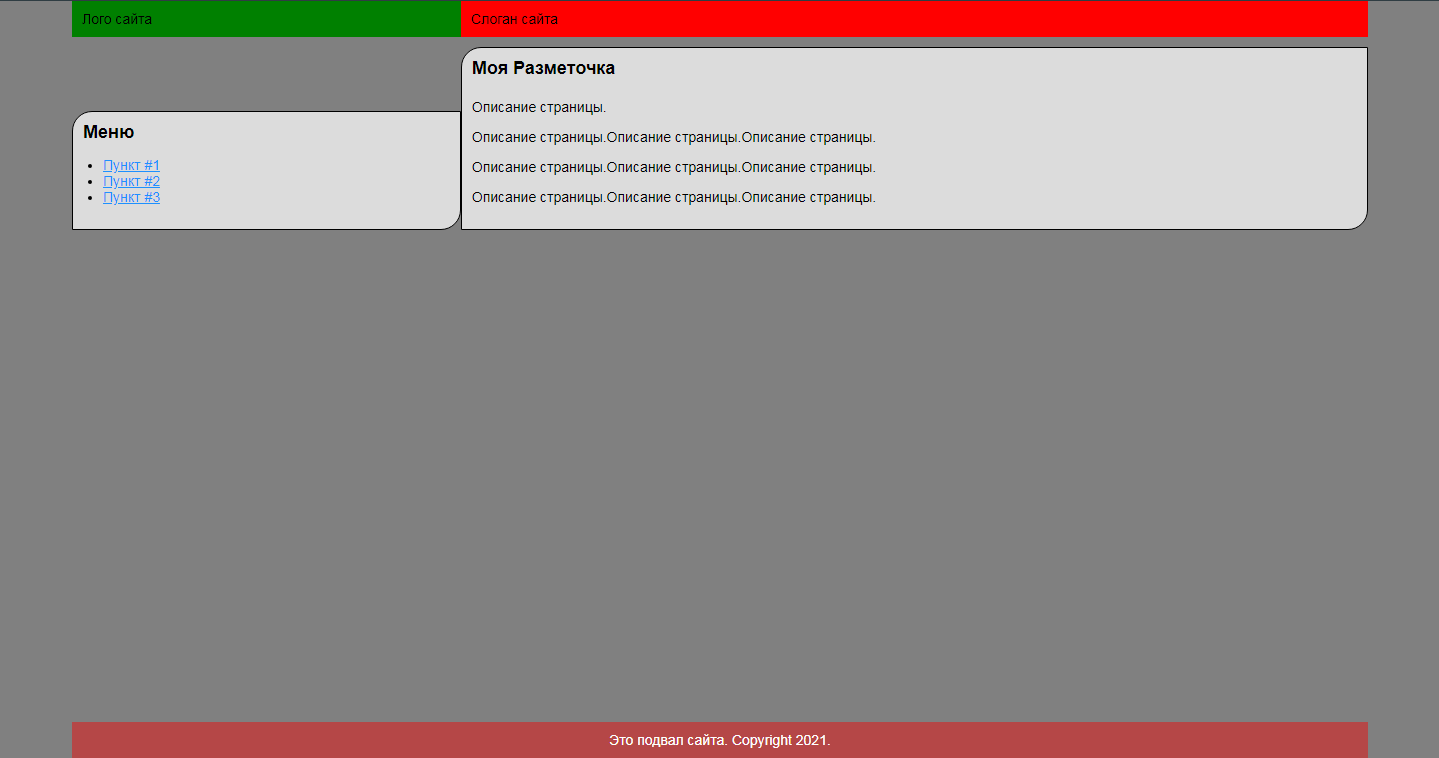 Лого сайта
Слоган сайта
Моя Разметочка
Описание страницы.
Описание страницы.Описание страницы.Описание страницы.
Описание страницы.Описание страницы.Описание страницы.
Описание страницы.Описание страницы.Описание страницы.
Меню
Пункт #1
Пункт #2
Пункт #3
Это подвал сайта. Copyright 2021.